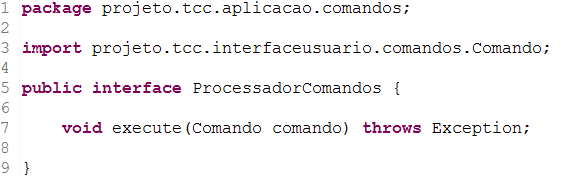 1 package projeto.tcc.aplicacao.comandos;
2
3 import projeto.tcc.interfaceusuario.comandos.Comando;
4
5 public interface ProcessadorComandos {
6
7 void execute(Comando comando) throws Exception;
8
9 }